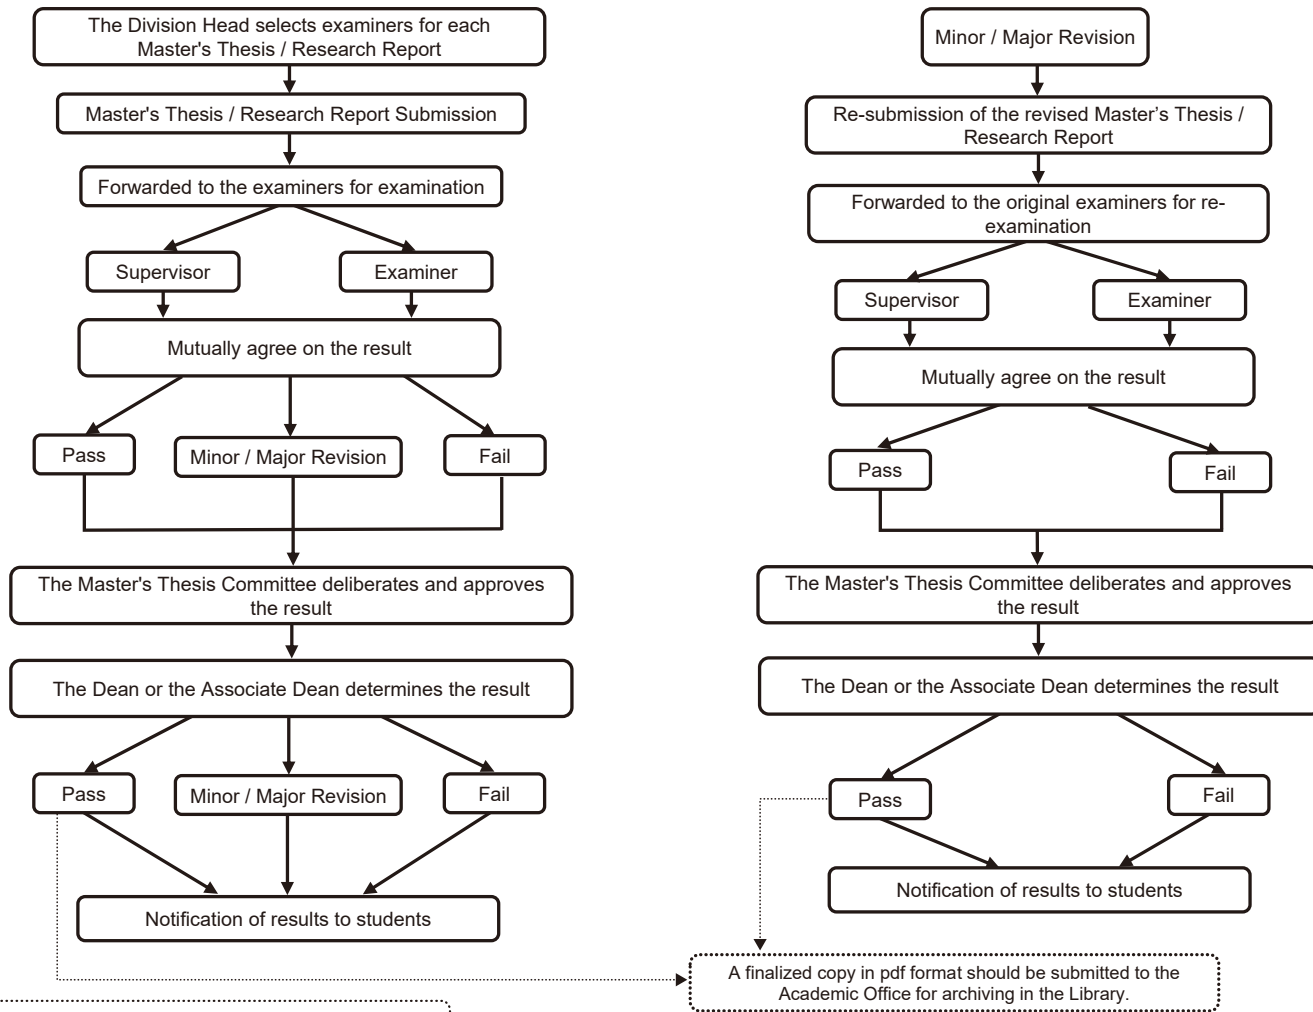 The Division Head selects examiners for each
Master's Thesis / Research Report
Master's Thesis / Research Report Submission
Forwarded to the examiners for examination
Supervisor
Examiner
Mutually agree on the result
Pass
Minor / Major Revision
Fail
The Master's Thesis Committee deliberates and approves
the result
The Dean or the Associate Dean determines the result
Pass
Minor / Major Revision
Fail
Notification of results to students
Minor / Major Revision
Re-submission of the revised Master’s Thesis /
Research Report
Forwarded to the original examiners for re-
examination
Supervisor
Examiner
Mutually agree on the result
Pass
Fail
The Master's Thesis Committee deliberates and approves
the result
The Dean or the Associate Dean determines the result
Pass
Fail
Notification of results to students
A finalized copy in pdf format should be submitted to the
Academic Office for archiving in the Library.